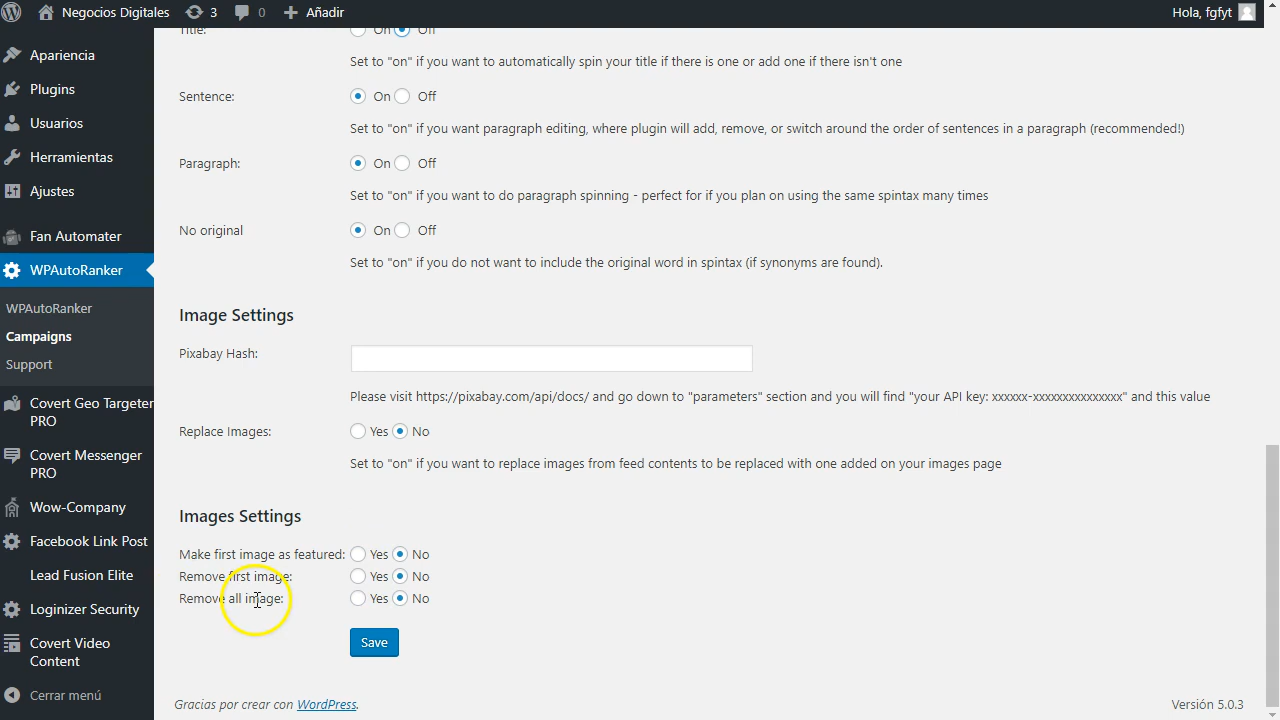 Negocios Digitales 3 0 Añadir Hola, fgfyt
Apariencia
Plugins
Usuarios
Herramientas
Ajustes
Fan Automater
WPAutoRanker
WPAutoRanker
Campaigns
Support
Covert Geo Targeter
PRO
Covert Messenger
PRO
Wow-Company
Facebook Link Post
Lead Fusion Elite
Loginizer Security
Covert Video
Content
Cerrar menú
Title: On Off
Set to "on" if you want to automatically spin your title if there is one or add one if there isn't one
Sentence: On Off
Set to "on" if you want paragraph editing, where plugin will add, remove, or switch around the order of sentences in a paragraph (recommended!)
Paragraph: On Off
Set to "on" if you want to do paragraph spinning - perfect for if you plan on using the same spintax many times
No original On Off
Set to "on" if you do not want to include the original word in spintax (if synonyms are found).
Image Settings
Pixabay Hash:
Please visit https://pixabay.com/api/docs/ and go down to "parameters" section and you will find "your API key: xxxxxx-xxxxxxxxxxxxxxx" and this value
Replace Images: Yes No
Set to "on" if you want to replace images from feed contents to be replaced with one added on your images page
Images Settings
Make first image as featured: Yes No
Remove first image: Yes No
Remove all image: Yes No
Save
Gracias por crear con WordPress. Versión 5.0.3